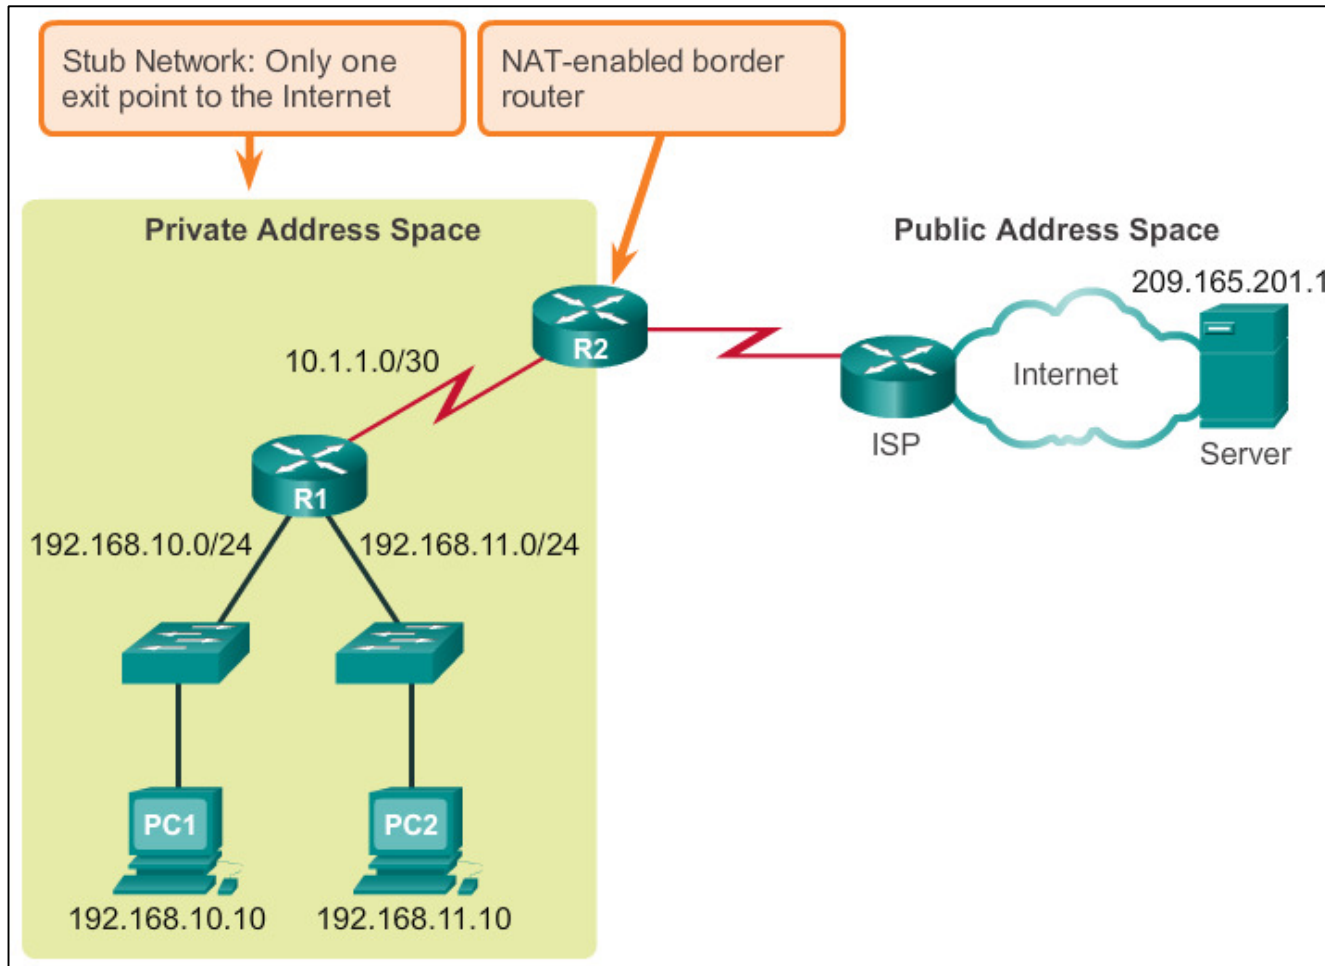 Stub Network: Only one
exit point to the Internet
NAT-enabled border
router
Private Address Space
Public Address Space
209.165.201.1
R2
10.1.1.0/30
Internet
ISP
Server
R1
192.168.10.0/24
192.168.11.0/24
PC1
PC2
192.168.10.10
192.168.11.10